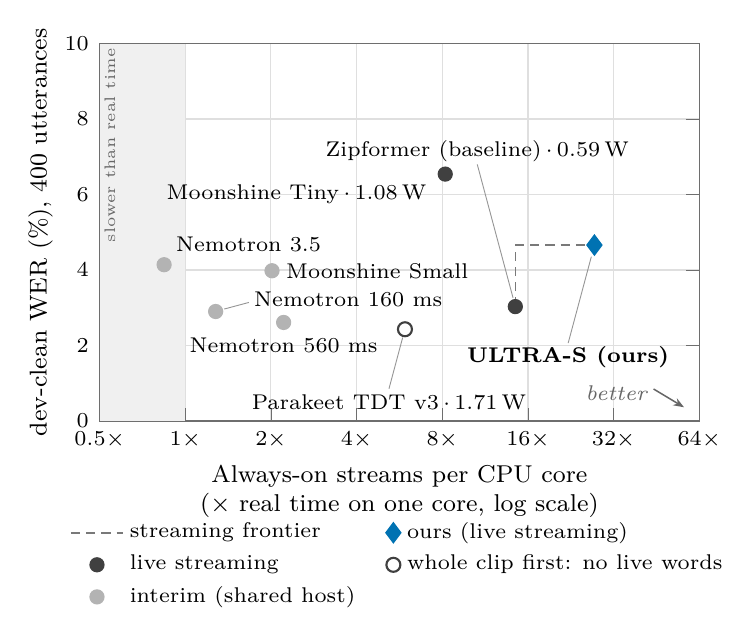 dev-clean WER (%), 400 utterances
10
8
6
4
2
0
slower than real time
Zipformer (baseline) · 0.59 W
Moonshine Tiny · 1.08 W
Nemotron 3.5
Moonshine Small
Nemotron 160 ms
Nemotron 560 ms
ULTRA-S (ours)
better
Parakeet TDT v3 · 1.71 W
0.5× 1× 2× 4× 8× 16× 32× 64×
Always-on streams per CPU core
(× real time on one core, log scale)
streaming frontier
ours (live streaming)
live streaming
whole clip first: no live words
interim (shared host)